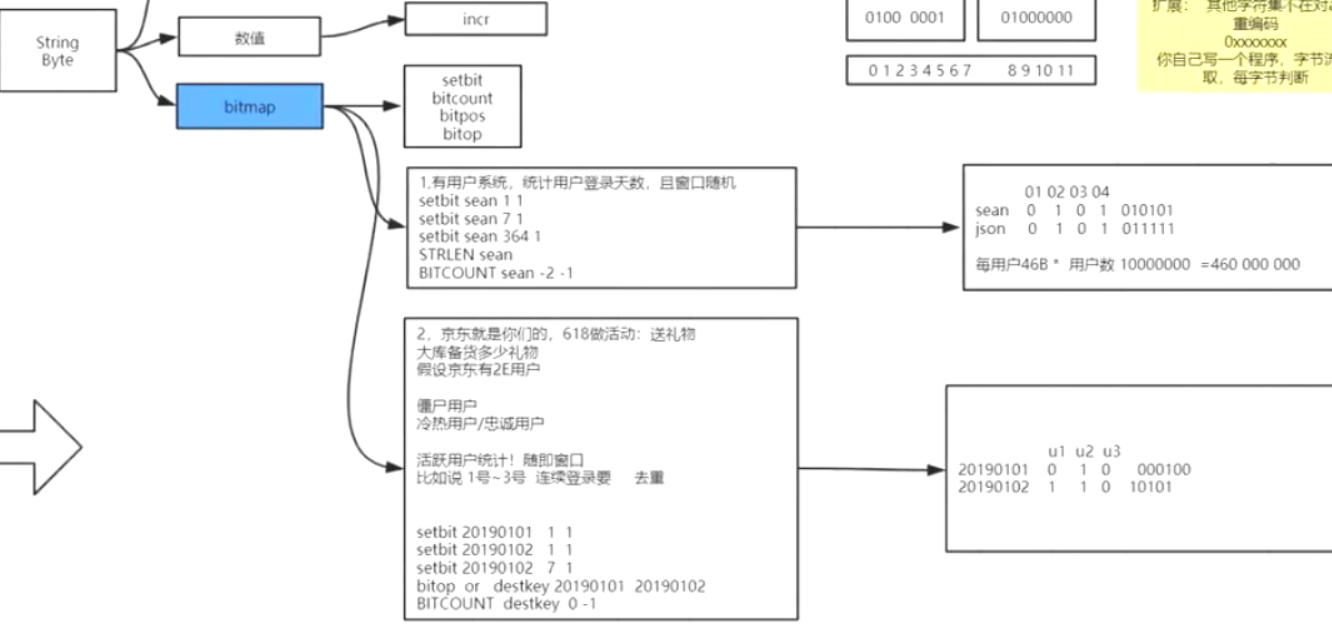 String
Byte
数值
incr
bitmap
setbit
bitcount
bitpos
bitop
0100 0001
01000000
0 1 2 3 4 5 6 7 8 9 10 11
扩展： 其他字符集不在对
重编码
0xxxxxxx
你自己写一个程序，字节流
取，每字节判断
1.有用户系统，统计用户登录天数，且窗口随机
setbit sean 1 1
setbit sean 7 1
setbit sean 364 1
STRLEN sean
BITCOUNT sean -2 -1
01 02 03 04
sean 0 1 0 1 010101
json 0 1 0 1 011111
每用户46B * 用户数 10000000 =460 000 000
2，京东就是你们的，618做活动：送礼物
大库备货多少礼物
假设京东有2E用户
僵尸用户
冷热用户/忠诚用户
活跃用户统计！随即窗口
比如说 1号~3号 连续登录要 去重
setbit 20190101 1 1
setbit 20190102 1 1
setbit 20190102 7 1
bitop or destkey 20190101 20190102
BITCOUNT destkey 0 -1
u1 u2 u3
20190101 0 1 0 000100
20190102 1 1 0 10101